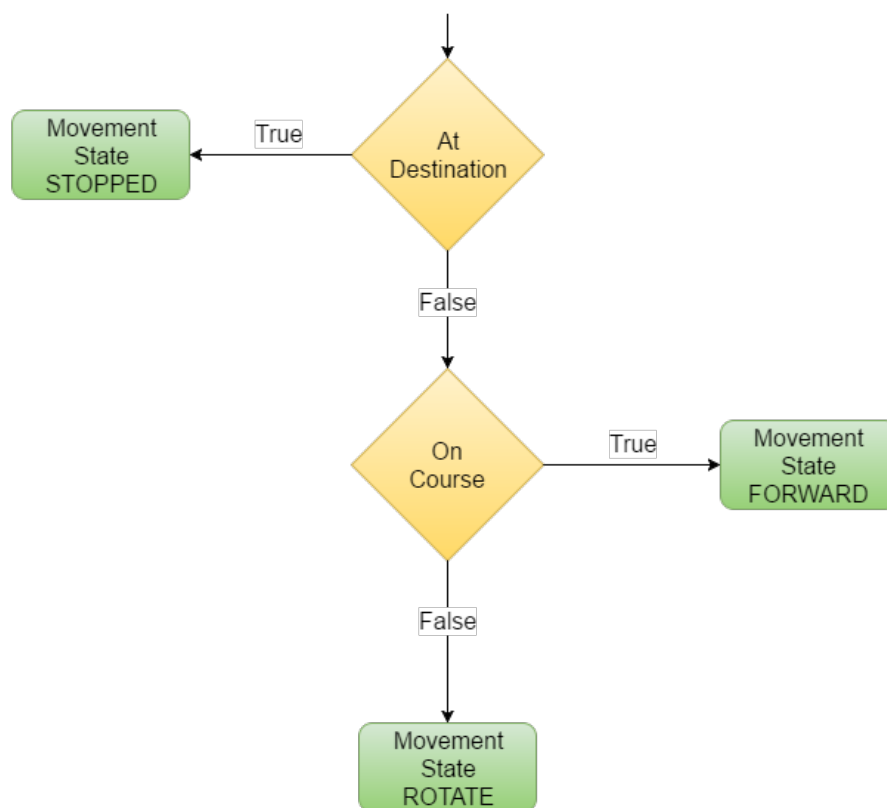 Movement
State
STOPPED
True
At
Destination
False
On
Course
True
Movement
State
FORWARD
False
Movement
State
ROTATE